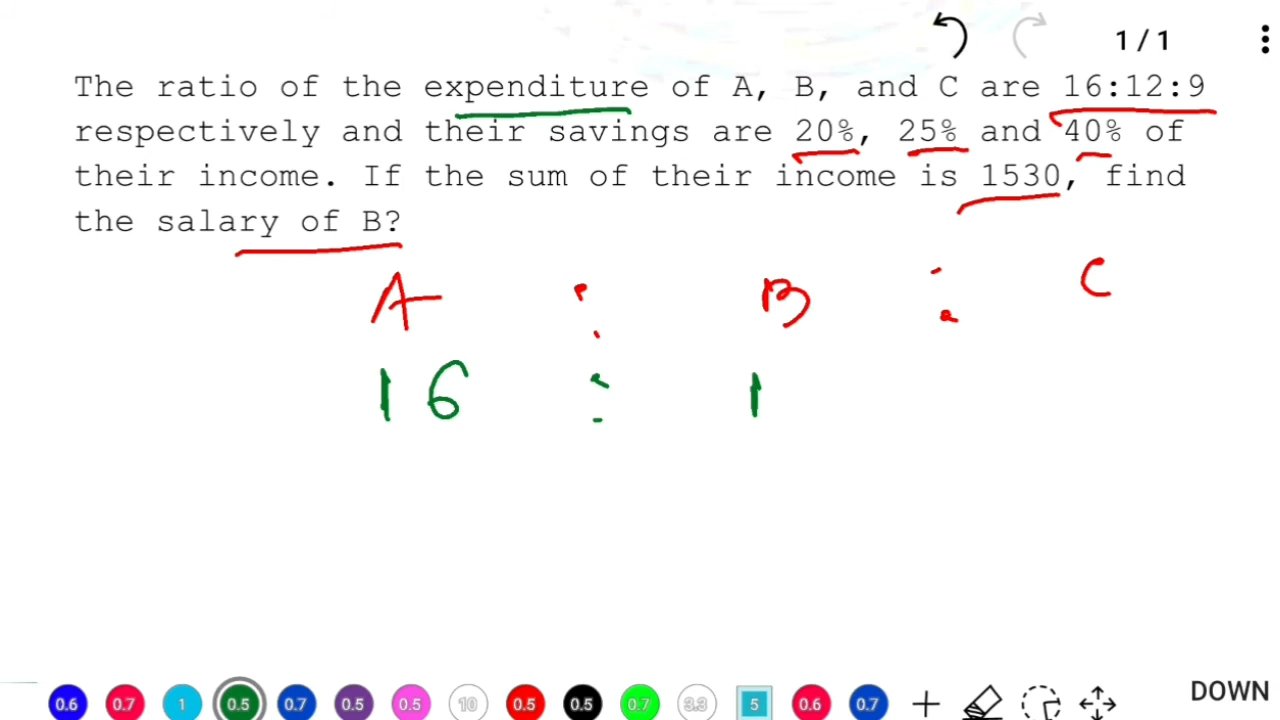 1/1
The ratio of the expenditure of A, B, and C are 16:12:9
respectively and their savings are 20%, 25% and 40% of
their income. If the sum of their income is 1530, find
the salary of B?
A : B : C
16 : 1
0.6 0.7 1 0.5 0.7 0.5 0.5 10 0.5 0.5 0.7 3.3 5 0.6 0.7 DOWN